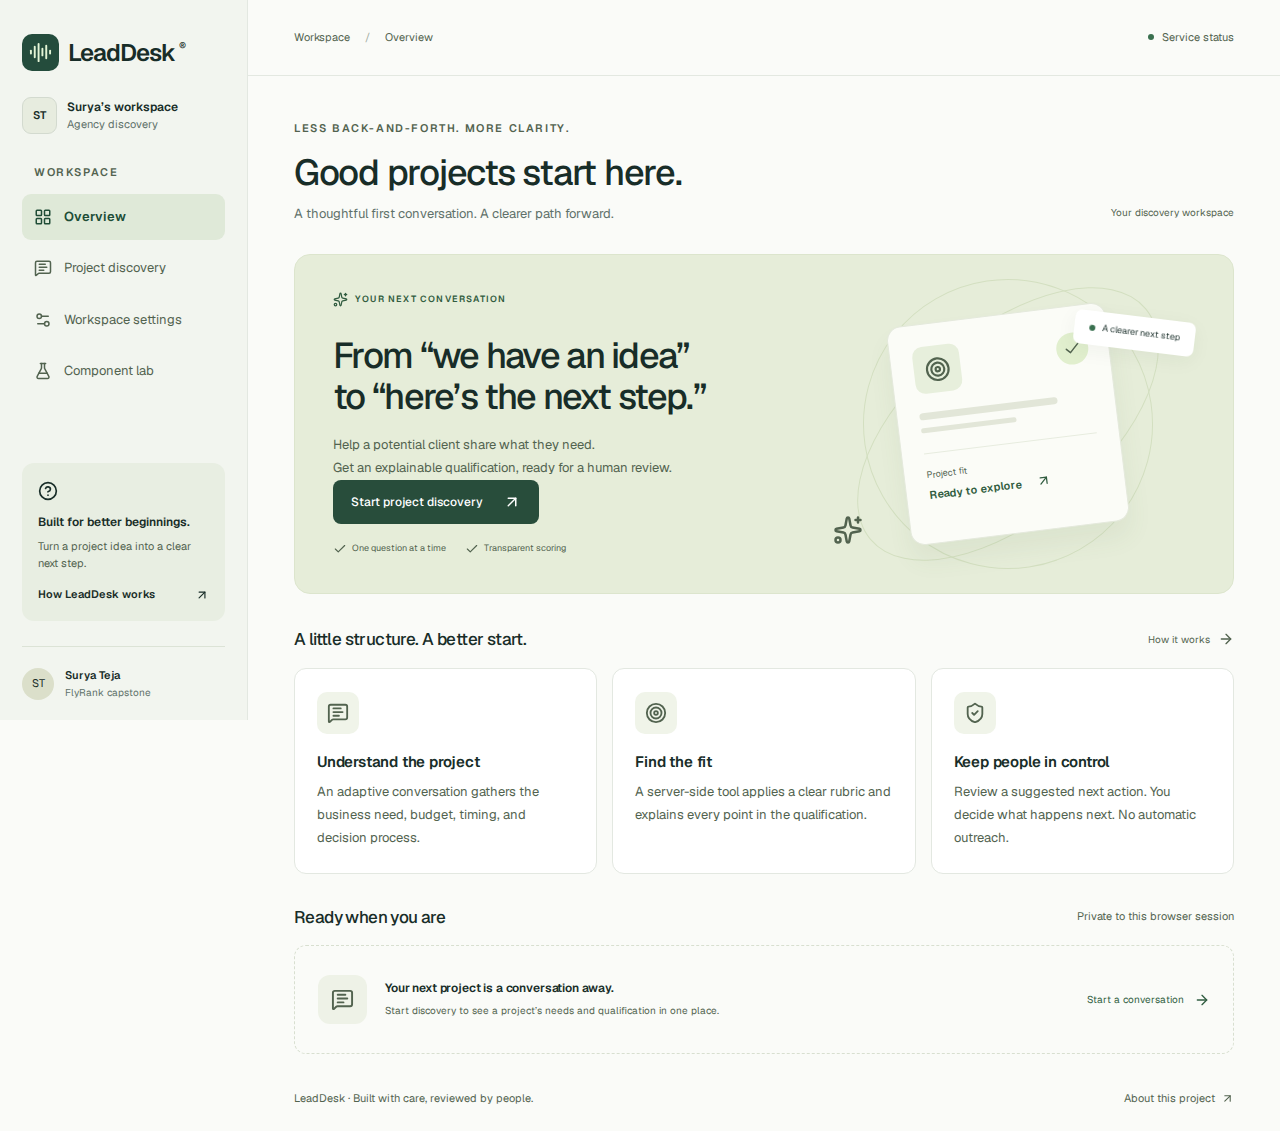 LeadDesk®
ST
Surya's workspace
Agency discovery
WORKSPACE
Overview
Project discovery
Workspace settings
Component lab
Built for better beginnings.
Turn a project idea into a clear
next step.
How LeadDesk works
ST
Surya Teja
FlyRank capstone
Workspace / Overview
Service status
LESS BACK-AND-FORTH. MORE CLARITY.
Good projects start here.
A thoughtful first conversation. A clearer path forward.
Your discovery workspace
YOUR NEXT CONVERSATION
From “we have an idea”
to “here’s the next step.”
Help a potential client share what they need.
Get an explainable qualification, ready for a human review.
Start project discovery
One question at a time
Transparent scoring
A clearer next step
Project fit
Ready to explore
A little structure. A better start.
How it works
Understand the project
An adaptive conversation gathers the
business need, budget, timing, and
decision process.
Find the fit
A server-side tool applies a clear rubric and
explains every point in the qualification.
Keep people in control
Review a suggested next action. You
decide what happens next. No automatic
outreach.
Ready when you are
Private to this browser session
Your next project is a conversation away.
Start discovery to see a project's needs and qualification in one place.
Start a conversation
LeadDesk · Built with care, reviewed by people.
About this project